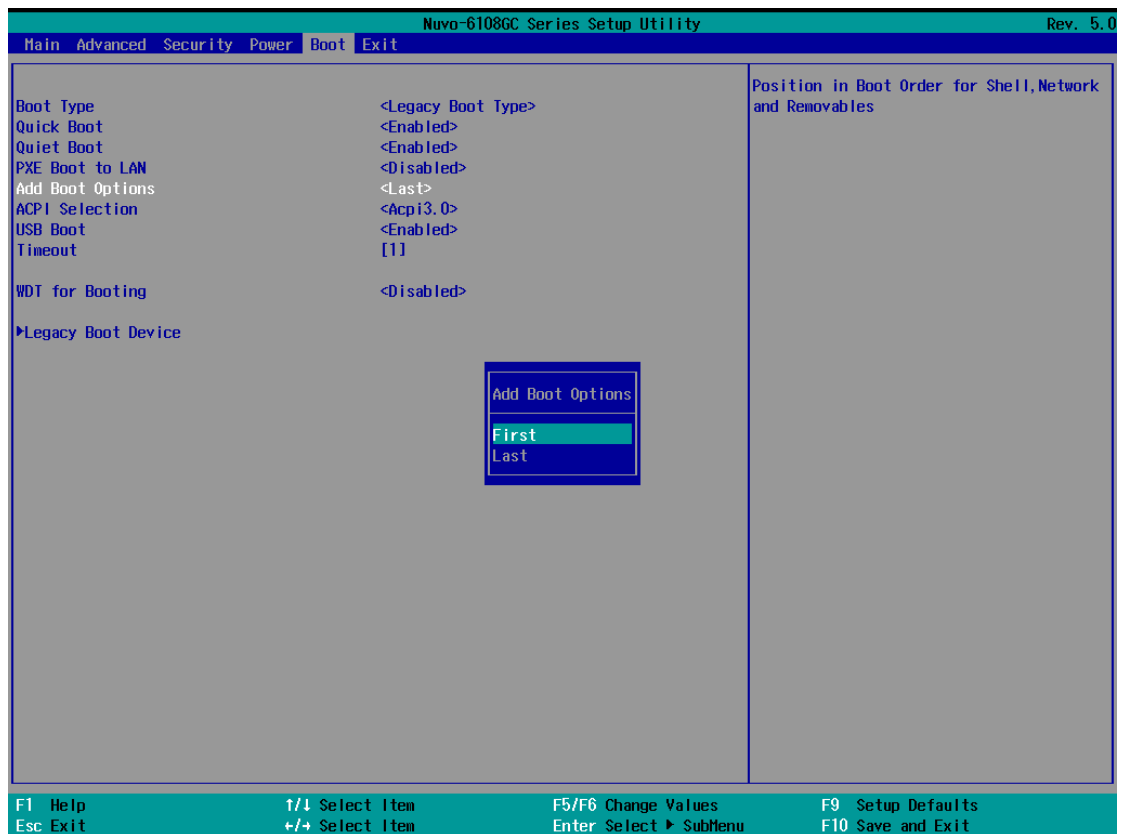 Nuvo-6108GC Series Setup Utility Rev. 5.0
Main Advanced Security Power Boot Exit
Position in Boot Order for Shell,Network
and Removables
Boot Type <Legacy Boot Type>
Quick Boot <Enabled>
Quiet Boot <Enabled>
PXE Boot to LAN <Disabled>
Add Boot Options <Last>
ACPI Selection <Acpi3.0>
USB Boot <Enabled>
Timeout [1]
WDT for Booting <Disabled>
▶Legacy Boot Device
Add Boot Options
First
Last
F1 Help ↑/↓ Select Item F5/F6 Change Values F9 Setup Defaults
Esc Exit ←/→ Select Item Enter Select ▶ SubMenu F10 Save and Exit